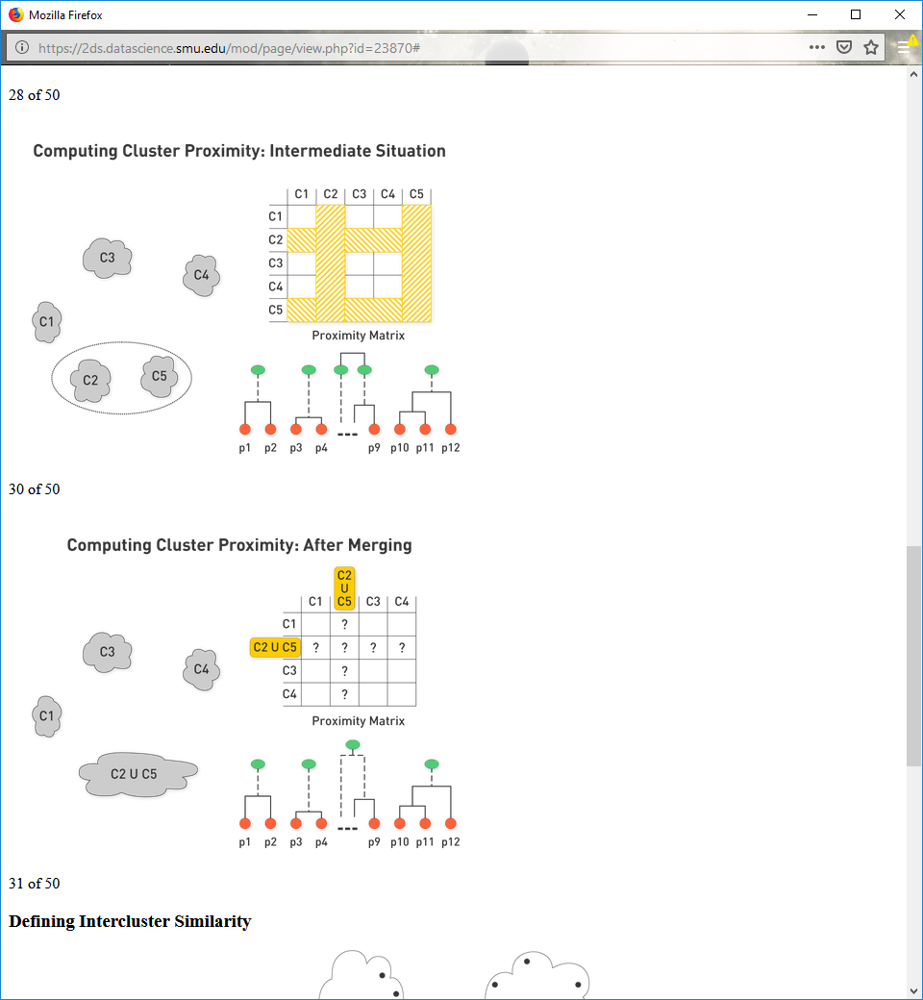 Mozilla Firefox
https://2ds.datascience.smu.edu/mod/page/view.php?id=23870#
28 of 50
Computing Cluster Proximity: Intermediate Situation
C1 C2 C3 C4 C5
C1
C2
C3
C4
C5
C3
C4
C1
C2
C5
Proximity Matrix
p1 p2 p3 p4 p9 p10 p11 p12
30 of 50
Computing Cluster Proximity: After Merging
C2
U
C1 C5 C3 C4
C1 ?
C2 U C5 ? ? ? ?
C3 ?
C4 ?
C3
C4
C1
C2 U C5
Proximity Matrix
p1 p2 p3 p4 p9 p10 p11 p12
31 of 50
Defining Intercluster Similarity